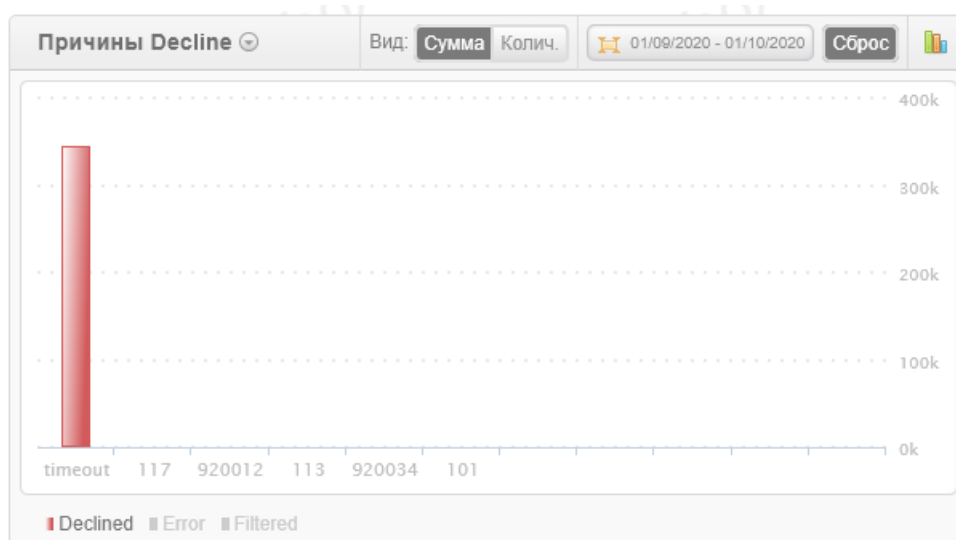 Причины Decline
Вид: Сумма Колич. 01/09/2020 - 01/10/2020 Сброс
400k
300k
200k
100k
0k
timeout 117 920012 113 920034 101
Declined Error Filtered